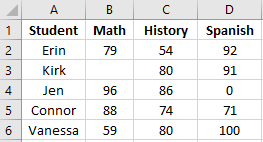 A B C D
1 Student Math History Spanish
2 Erin 79 54 92
3 Kirk 80 91
4 Jen 96 86 0
5 Connor 88 74 71
6 Vanessa 59 80 100